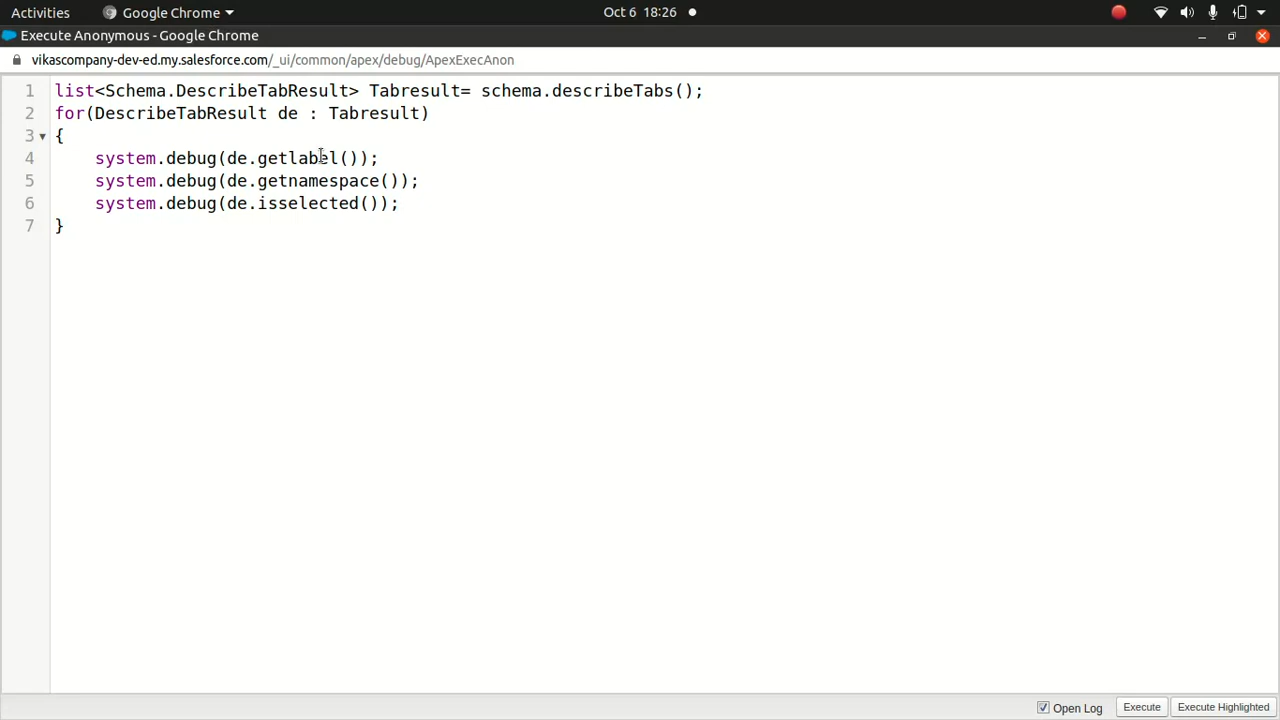 Activities Google Chrome Oct 6 18:26
Execute Anonymous - Google Chrome
vikascompany-dev-ed.my.salesforce.com/_ui/common/apex/debug/ApexExecAnon
1 list<Schema.DescribeTabResult> Tabresult= schema.describeTabs();
2 for(DescribeTabResult de : Tabresult)
3 {
4 system.debug(de.getlabel());
5 system.debug(de.getnamespace());
6 system.debug(de.isselected());
7 }
Open Log Execute Execute Highlighted